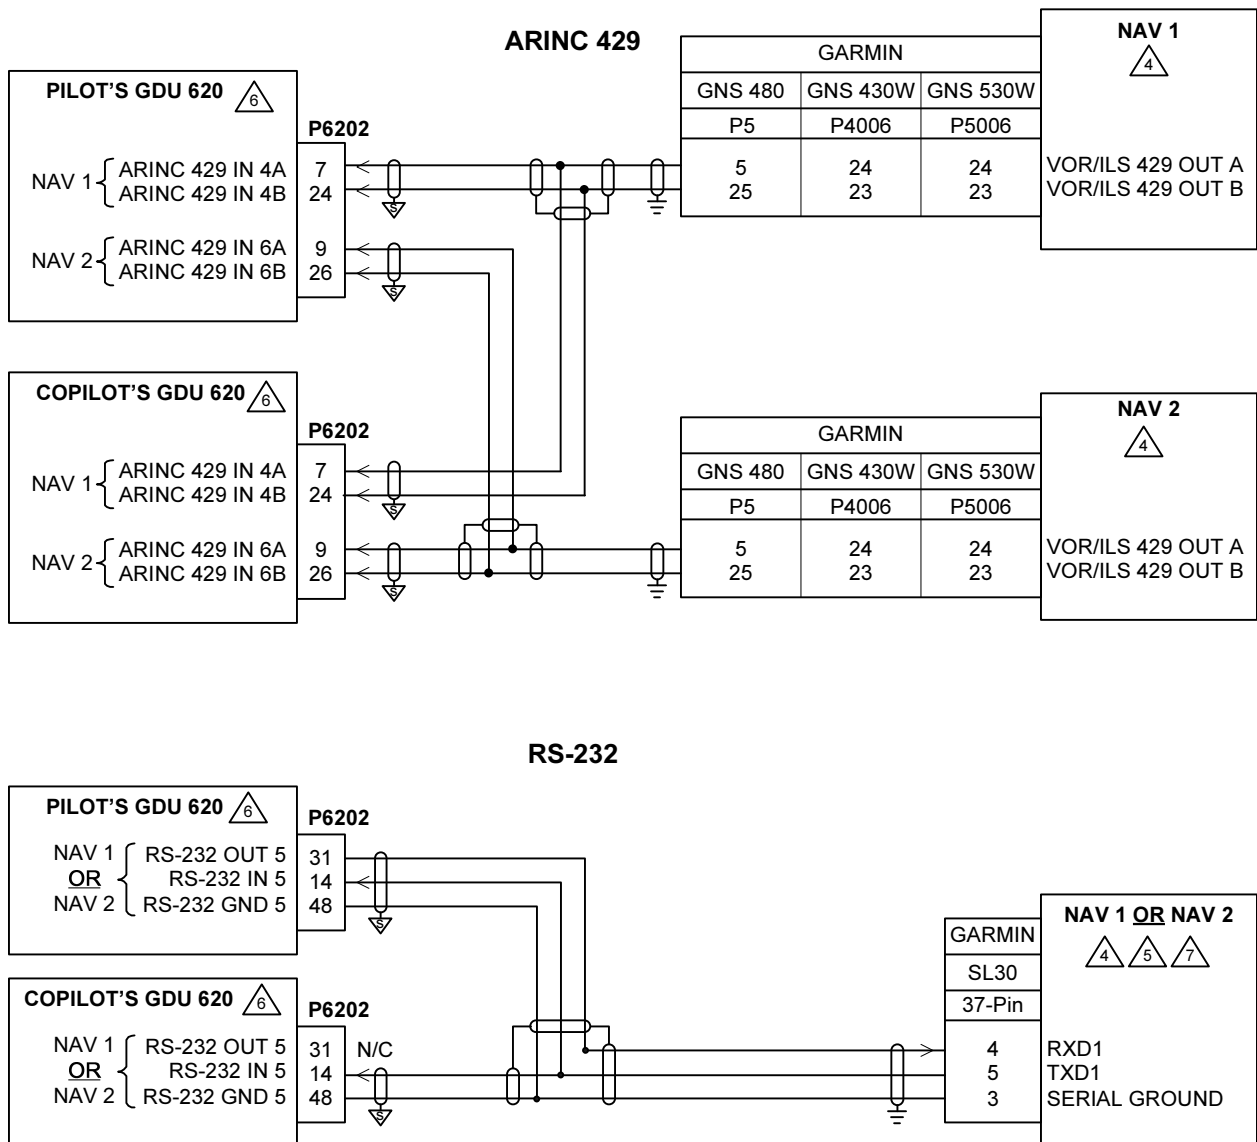 ARINC 429
PILOT'S GDU 620 6
P6202
NAV 1 ARINC 429 IN 4A 7
ARINC 429 IN 4B 24
NAV 2 ARINC 429 IN 6A 9
ARINC 429 IN 6B 26
S
S
GARMIN
GNS 480 GNS 430W GNS 530W
P5 P4006 P5006
5 24 24
25 23 23
NAV 1
4
VOR/ILS 429 OUT A
VOR/ILS 429 OUT B
COPILOT'S GDU 620 6
P6202
NAV 1 ARINC 429 IN 4A 7
ARINC 429 IN 4B 24
NAV 2 ARINC 429 IN 6A 9
ARINC 429 IN 6B 26
S
S
GARMIN
GNS 480 GNS 430W GNS 530W
P5 P4006 P5006
5 24 24
25 23 23
NAV 2
4
VOR/ILS 429 OUT A
VOR/ILS 429 OUT B
RS-232
PILOT'S GDU 620 6
P6202
NAV 1 RS-232 OUT 5 31
OR RS-232 IN 5 14
NAV 2 RS-232 GND 5 48
S
COPILOT'S GDU 620 6
P6202
NAV 1 RS-232 OUT 5 31 N/C
OR RS-232 IN 5 14
NAV 2 RS-232 GND 5 48
S
GARMIN
SL30
37-Pin
NAV 1 OR NAV 2
4 5 7
4 RXD1
5 TXD1
3 SERIAL GROUND